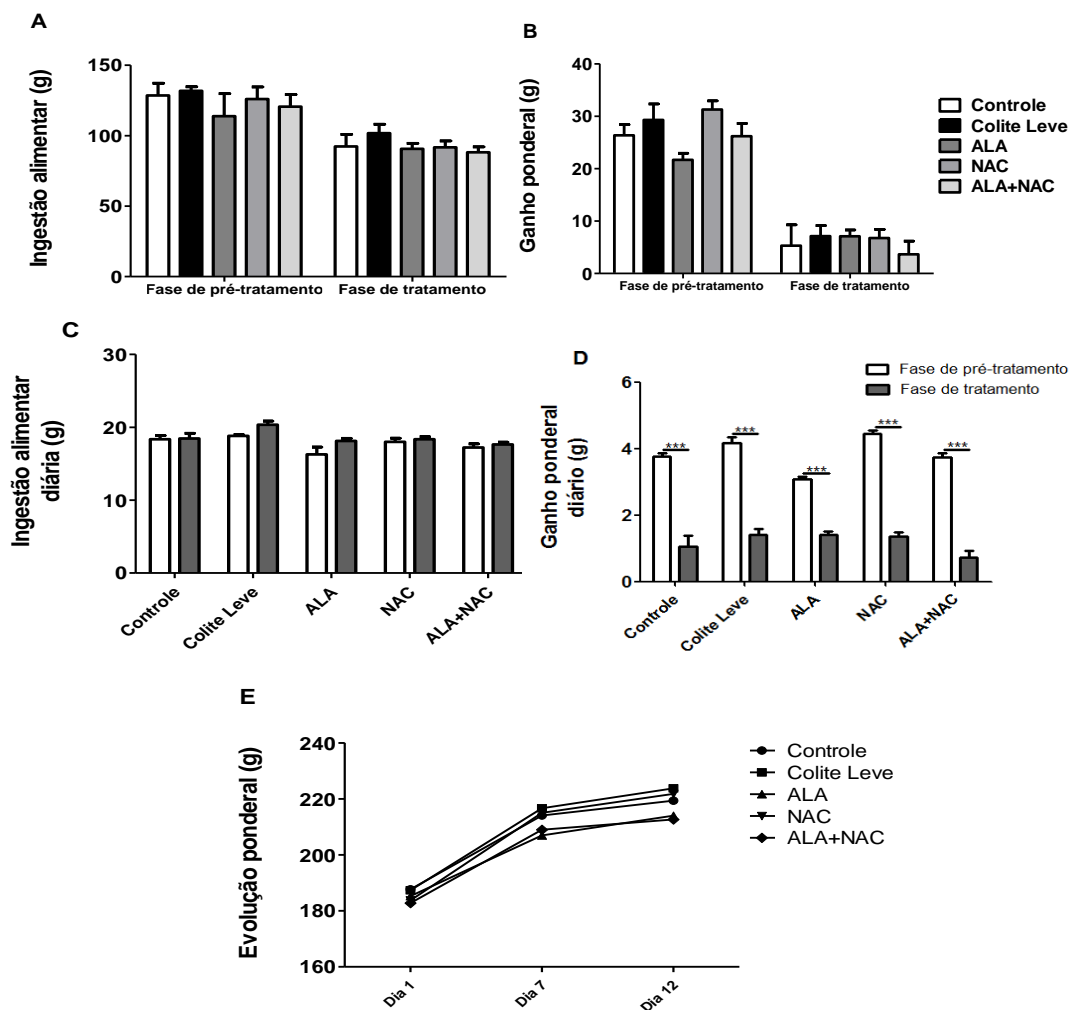 A
Ingestão alimentar (g)
150
100
50
0
Fase de pré-tratamento
Fase de tratamento
B
Ganho ponderal (g)
40
30
20
10
0
Fase de pré-tratamento
Fase de tratamento
Controle
Colite Leve
ALA
NAC
ALA+NAC
C
Ingestão alimentar
diária (g)
30
20
10
0
Controle
Colite Leve
ALA
NAC
ALA+NAC
D
Fase de pré-tratamento
Fase de tratamento
Ganho ponderal
diário (g)
6
4
2
0
***
***
***
***
***
Controle
Colite Leve
ALA
NAC
ALA+NAC
E
Evolução ponderal (g)
240
220
200
180
160
Dia 1
Dia 7
Dia 12
Controle
Colite Leve
ALA
NAC
ALA+NAC